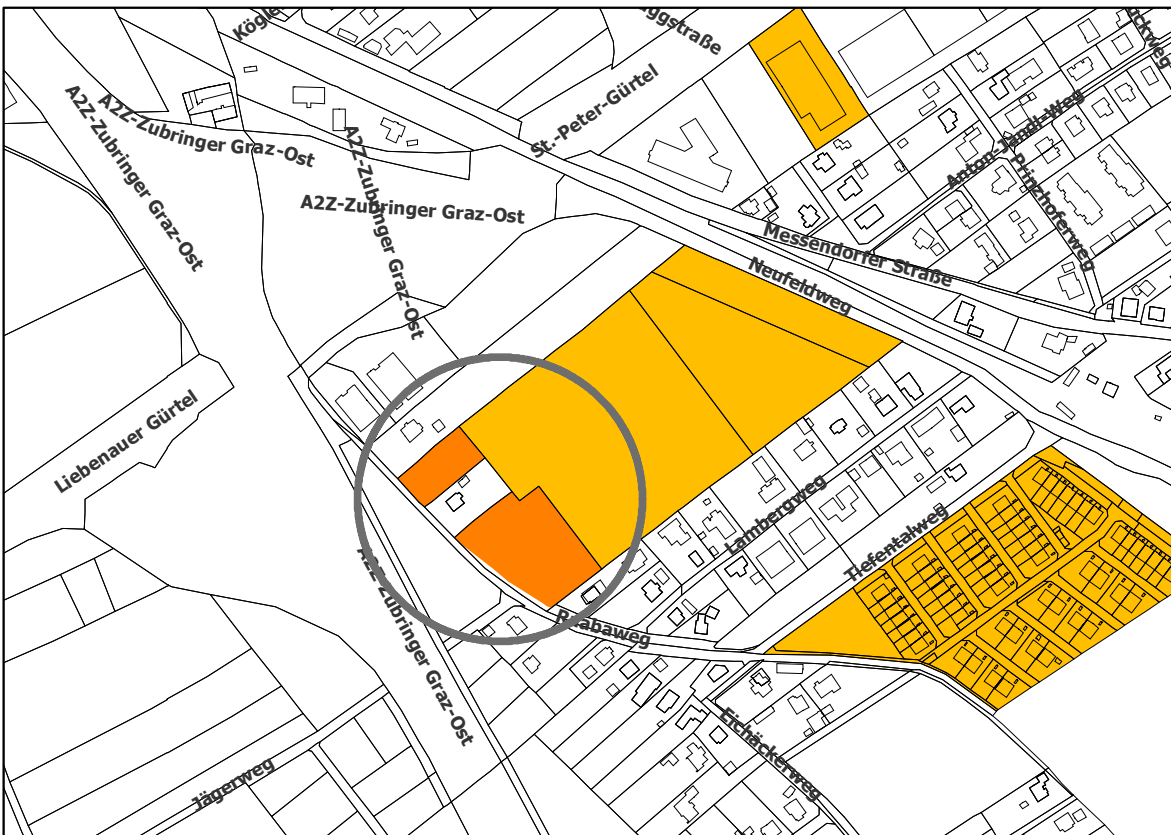 St.-Peter-Gürtel
A2Z-Zubringer Graz-Ost
A2Z-Zubringer Graz-Ost
A2Z-Zubringer Graz-Ost
A2Z-Zubringer Graz-Ost
Anton-Jandl-Weg
Prinzhoferweg
Messendorfer Straße
Neufeldweg
Liebenauer Gürtel
Lambergweg
Tiefentalweg
A2Z-Zubringer Graz-Ost
Raabaweg
Eichäckerweg
Jägerweg